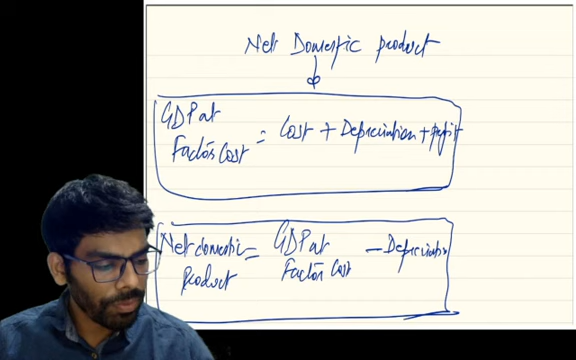 Net Domestic product
GDP at
Factor Cost = Cost + Depreciation + Profit
Net domestic = GDP at - Depreciation
Product Factor Cost